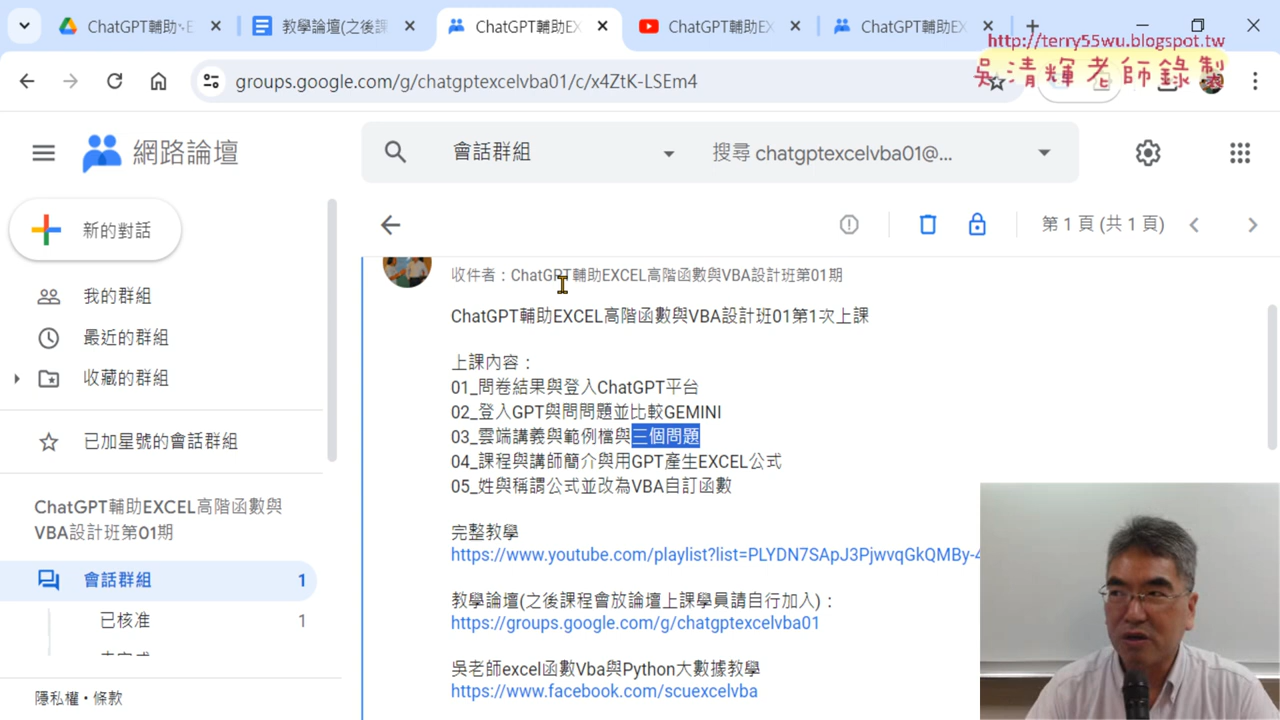 ChatGPT輔助、E
教學論壇(之後課
ChatGPT輔助EX
ChatGPT輔助EX
ChatGPT輔助EX
http://terry55wu.blogspot.tw
吳清輝老師錄製
groups.google.com/g/chatgptexcelvba01/c/x4ZtK-LSEm4
網路論壇
會話群組
搜尋 chatgptexcelvba01@...
新的對話
第 1 頁 (共 1 頁)
我的群組
最近的群組
收藏的群組
已加星號的會話群組
ChatGPT輔助EXCEL高階函數與
VBA設計班第01期
會話群組
1
已核准
1
隱私權・條款
收件者：ChatGPT輔助EXCEL高階函數與VBA設計班第01期
ChatGPT輔助EXCEL高階函數與VBA設計班01第1次上課
上課內容：
01_問卷結果與登入ChatGPT平台
02_登入GPT與問問題並比較GEMINI
03_雲端講義與範例檔與三個問題
04_課程與講師簡介與用GPT產生EXCEL公式
05_姓與稱謂公式並改為VBA自訂函數
完整教學
https://www.youtube.com/playlist?list=PLYDN7SApJ3PjwvqGkQMBy-4
教學論壇(之後課程會放論壇上課學員請自行加入)：
https://groups.google.com/g/chatgptexcelvba01
吳老師excel函數Vba與Python大數據教學
https://www.facebook.com/scuexcelvba